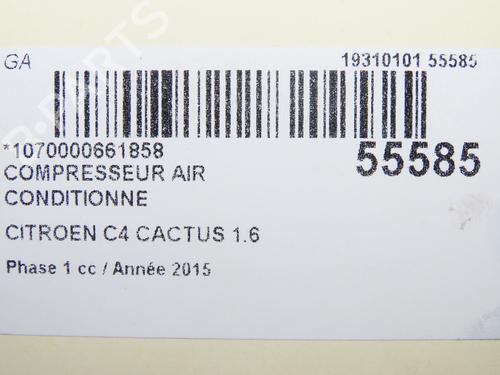 GA 19310101 55585
*1070000661858 55585
COMPRESSEUR AIR
CONDITIONNE
CITROEN C4 CACTUS 1.6
Phase 1 cc / Année 2015